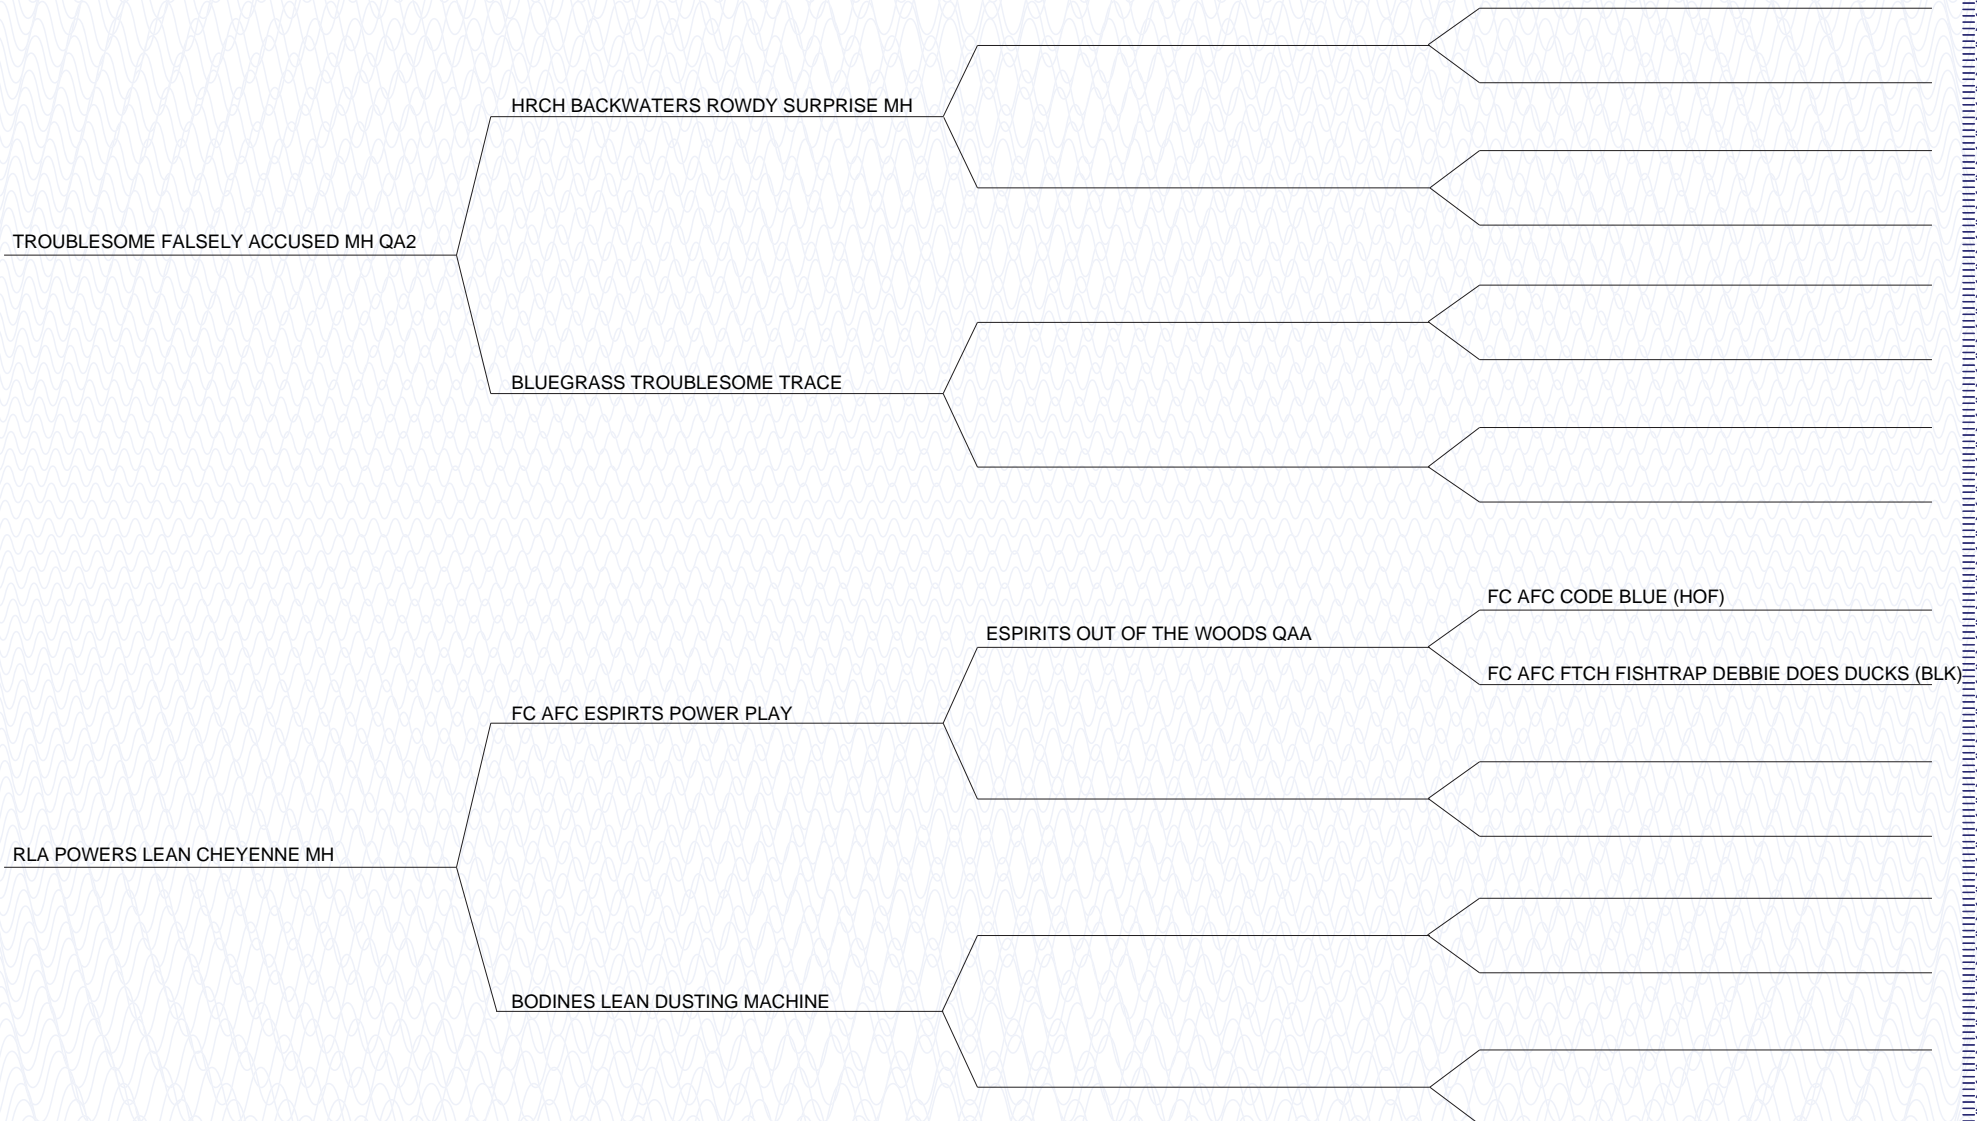 HRCH BACKWATERS ROWDY SURPRISE MH
TROUBLESOME FALSELY ACCUSED MH QA2
BLUEGRASS TROUBLESOME TRACE
FC AFC CODE BLUE (HOF)
ESPIRITS OUT OF THE WOODS QAA
FC AFC FTCH FISHTRAP DEBBIE DOES DUCKS (BLK)
FC AFC ESPIRTS POWER PLAY
RLA POWERS LEAN CHEYENNE MH
BODINES LEAN DUSTING MACHINE